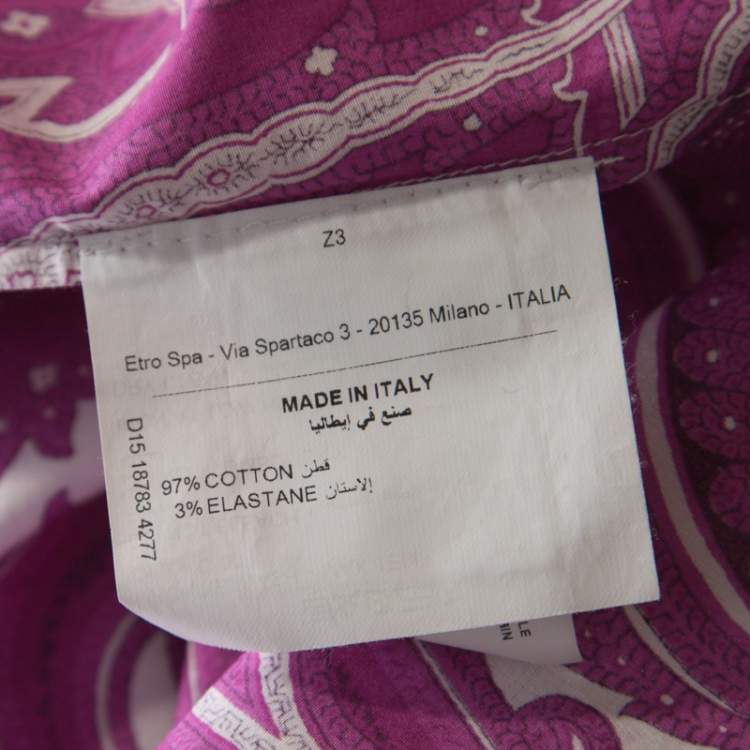 Z3
Etro Spa - Via Spartaco 3 - 20135 Milano - ITALIA
MADE IN ITALY
صنع في إيطاليا
97% COTTON قطن
3% ELASTANE إلاستان
D15 18783 4277